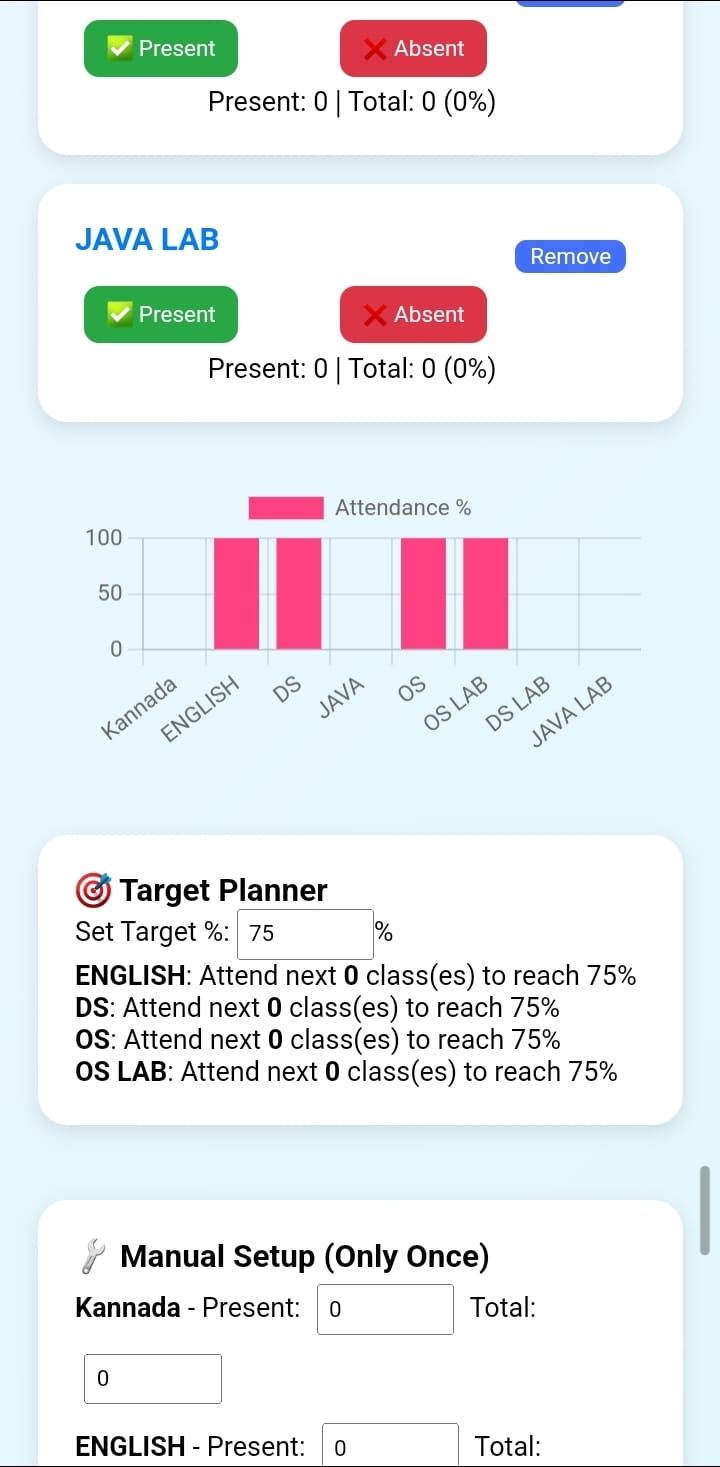 ✅ Present ❌ Absent
Present: 0 | Total: 0 (0%)
JAVA LAB
Remove
✅ Present ❌ Absent
Present: 0 | Total: 0 (0%)
Attendance %
100
50
0
Kannada ENGLISH DS JAVA OS OS LAB DS LAB JAVA LAB
🎯 Target Planner
Set Target %: 75 %
ENGLISH: Attend next 0 class(es) to reach 75%
DS: Attend next 0 class(es) to reach 75%
OS: Attend next 0 class(es) to reach 75%
OS LAB: Attend next 0 class(es) to reach 75%
🔧 Manual Setup (Only Once)
Kannada - Present: 0 Total:
0
ENGLISH - Present: 0 Total: